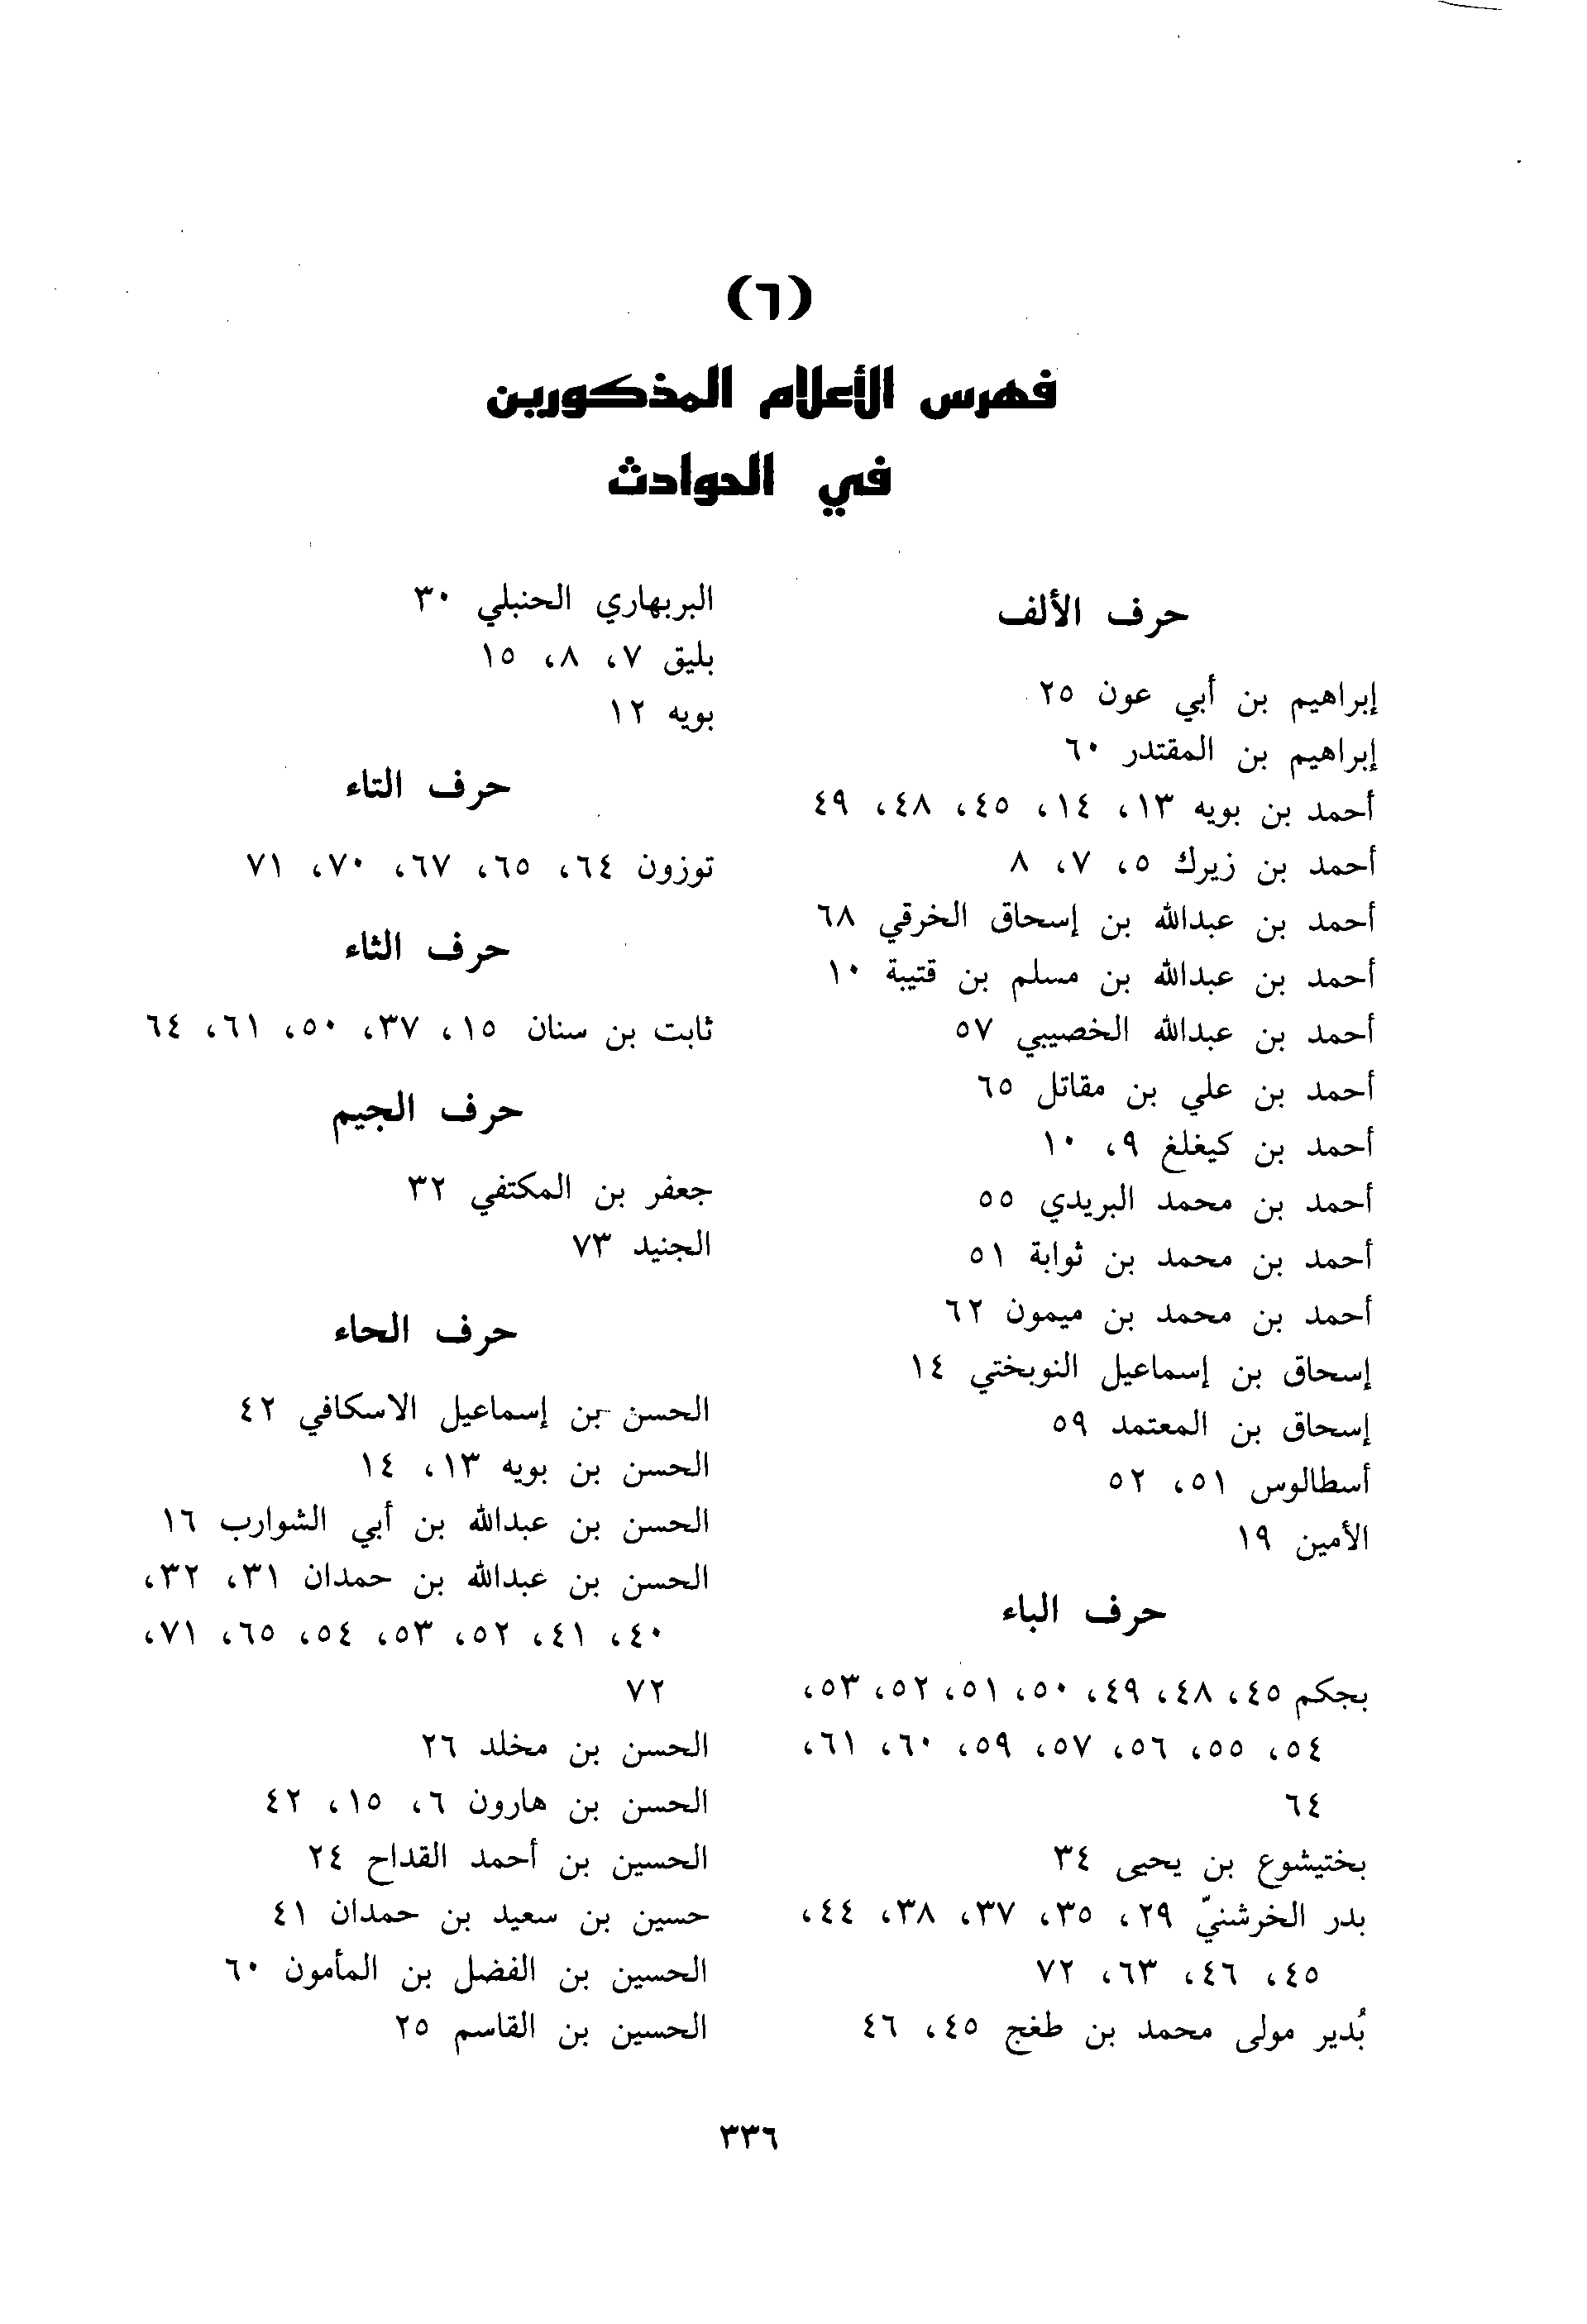 (٦)
فهرس الأعلام المذكورين
في الحوادث
حرف الألف
إبراهيم بن أبي عون ٢٥
إبراهيم بن المقتدر ٦٠
أحمد بن بويه ١٣، ١٤، ٤٥، ٤٨، ٤٩
أحمد بن زيرك ٥، ٧، ٨
أحمد بن عبدالله بن إسحاق الخرقي ٦٨
أحمد بن عبدالله بن مسلم بن قتيبة ١٠
أحمد بن عبدالله الخصيبي ٥٧
أحمد بن علي بن مقاتل ٦٥
أحمد بن كيغلغ ٩، ١٠
أحمد بن محمد البريدي ٥٥
أحمد بن محمد بن ثوابة ٥١
أحمد بن محمد بن ميمون ٦٢
إسحاق بن إسماعيل النوبختي ١٤
إسحاق بن المعتمد ٥٩
أسطالوس ٥١، ٥٢
الأمين ١٩
حرف الباء
بجكم ٤٥، ٤٨، ٤٩، ٥٠، ٥١، ٥٢، ٥٣،
٥٤، ٥٥، ٥٦، ٥٧، ٥٩، ٦٠، ٦١،
٦٤
بختيشوع بن يحيى ٣٤
بدر الخرشنيّ ٢٩، ٣٥، ٣٧، ٣٨، ٤٤،
٤٥، ٤٦، ٦٣، ٧٢
بُدير مولى محمد بن طغج ٤٥، ٤٦
البربهاري الحنبلي ٣٠
بليق ٧، ٨، ١٥
بويه ١٢
حرف التاء
توزون ٦٤، ٦٥، ٦٧، ٧٠، ٧١
حرف الثاء
ثابت بن سنان ١٥، ٣٧، ٥٠، ٦١، ٦٤
حرف الجيم
جعفر بن المكتفي ٣٢
الجنيد ٧٣
حرف الحاء
الحسن بن إسماعيل الاسكافي ٤٢
الحسن بن بويه ١٣، ١٤
الحسن بن عبدالله بن أبي الشوارب ١٦
الحسن بن عبدالله بن حمدان ٣١، ٣٢،
٤٠، ٤١، ٥٢، ٥٣، ٥٤، ٦٥، ٧١،
٧٢
الحسن بن مخلد ٢٦
الحسن بن هارون ٦، ١٥، ٤٢
الحسين بن أحمد القداح ٢٤
حسين بن سعيد بن حمدان ٤١
الحسين بن الفضل بن المأمون ٦٠
الحسين بن القاسم ٢٥
٣٣٦